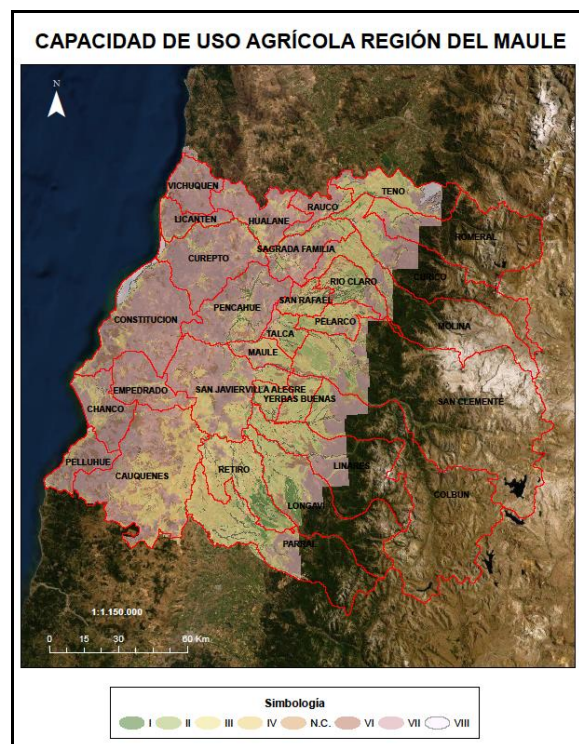 CAPACIDAD DE USO AGRÍCOLA REGIÓN DEL MAULE
N
VICHUQUEN
TENO
RAUCO
LICANTEN
HUALANE
ROMERAL
SAGRADA FAMILIA
CUREPTO
CURICO
RIO CLARO
SAN RAFAEL
PENCAHUE
CONSTITUCION
PELARCO
MOLINA
TALCA
MAULE
EMPEDRADO
SAN JAVIER VILLA ALEGRE
YERBAS BUENAS
SAN CLEMENTE
CHANCO
PELLUHUE
RETIRO
LINARES
CAUQUENES
COLBUN
LONGAVI
PARRAL
1:1.150.000
0 15 30 60 Km
Simbología
I II III IV N.C. VI VII VIII